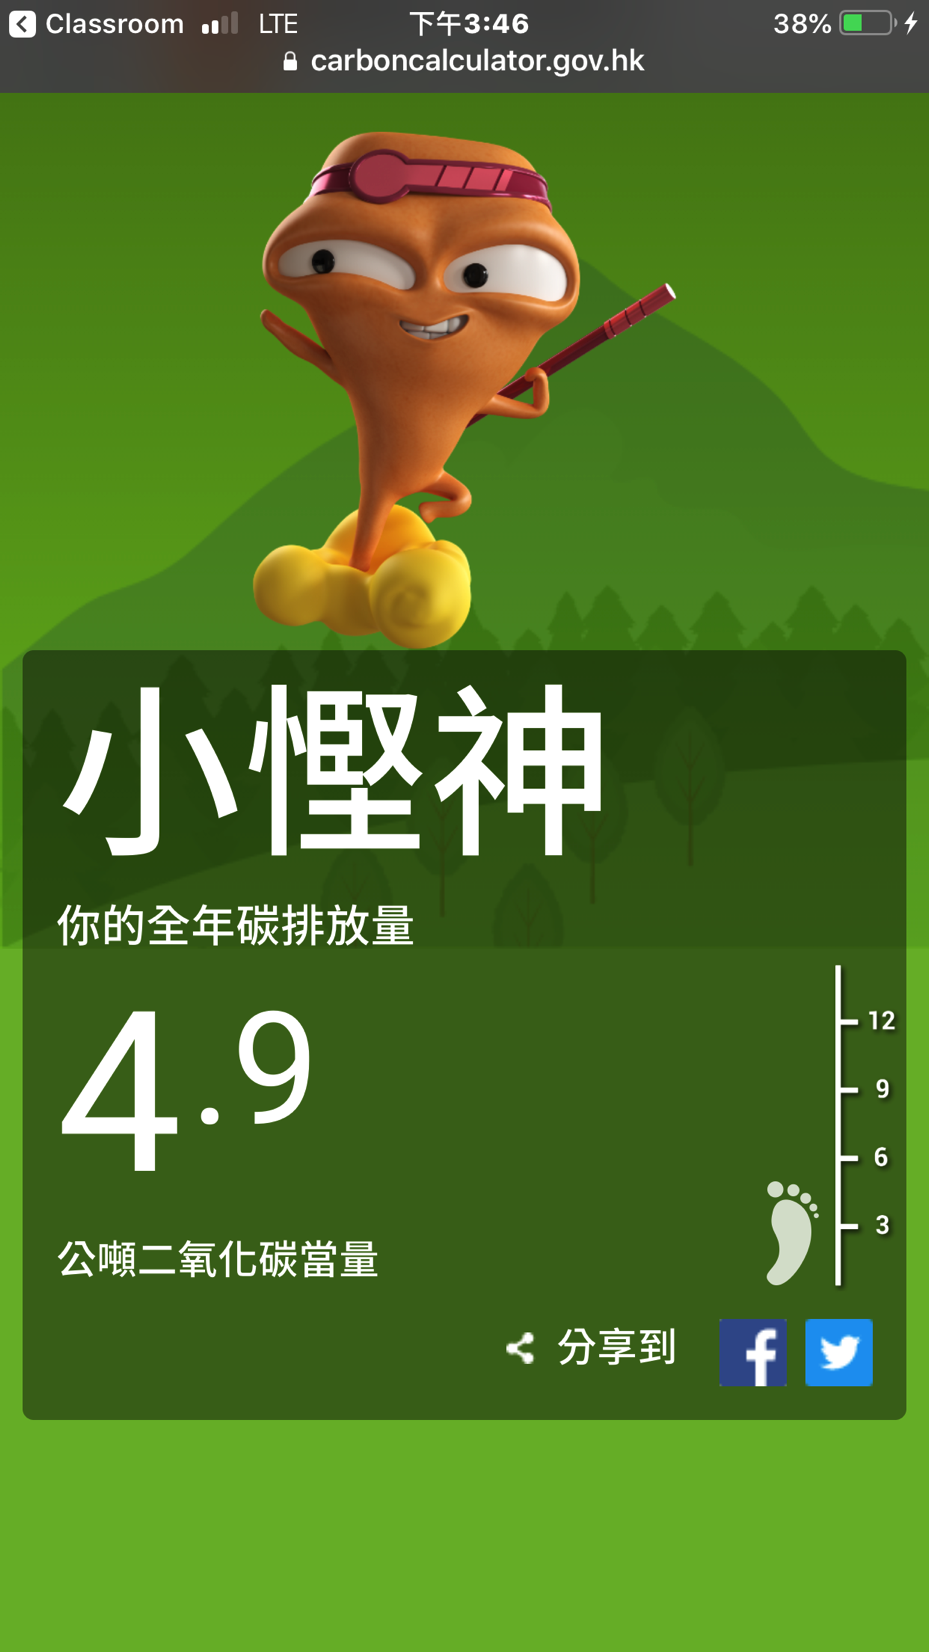 Classroom LTE 下午3:46 38%
carboncalculator.gov.hk
小慳神
你的全年碳排放量
4.9
12
9
6
3
公噸二氧化碳當量
分享到